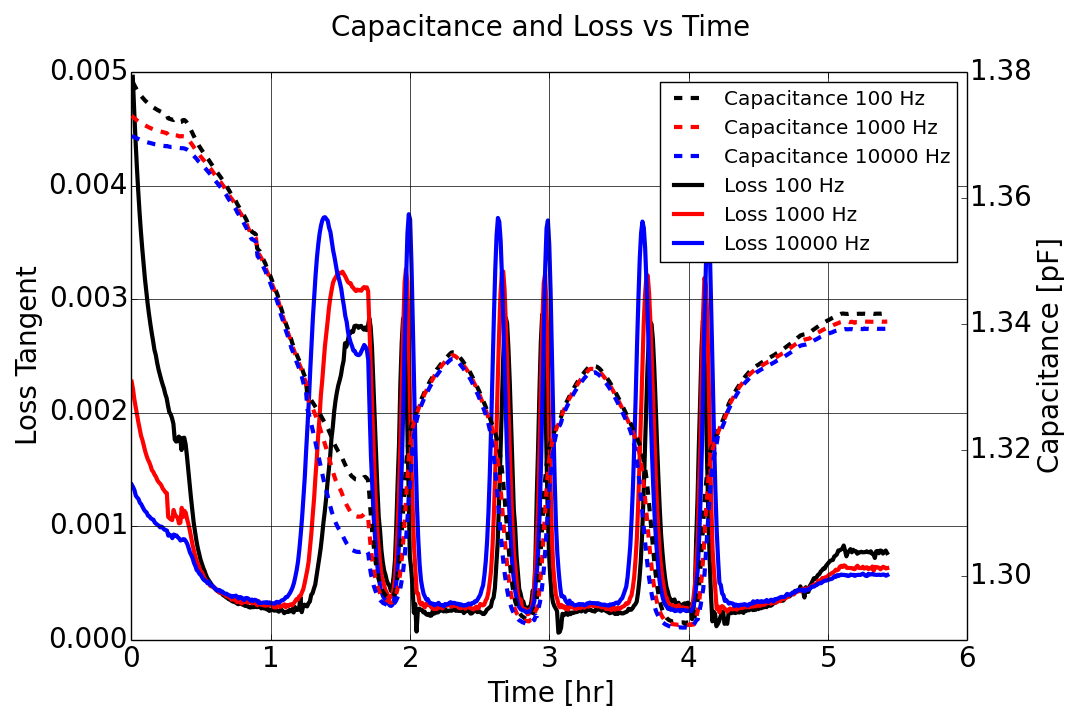 Capacitance and Loss vs Time
0.005
0.004
0.003
0.002
0.001
0.000
Loss Tangent
1.38
1.36
1.34
1.32
1.30
Capacitance [pF]
Capacitance 100 Hz
Capacitance 1000 Hz
Capacitance 10000 Hz
Loss 100 Hz
Loss 1000 Hz
Loss 10000 Hz
0 1 2 3 4 5 6
Time [hr]